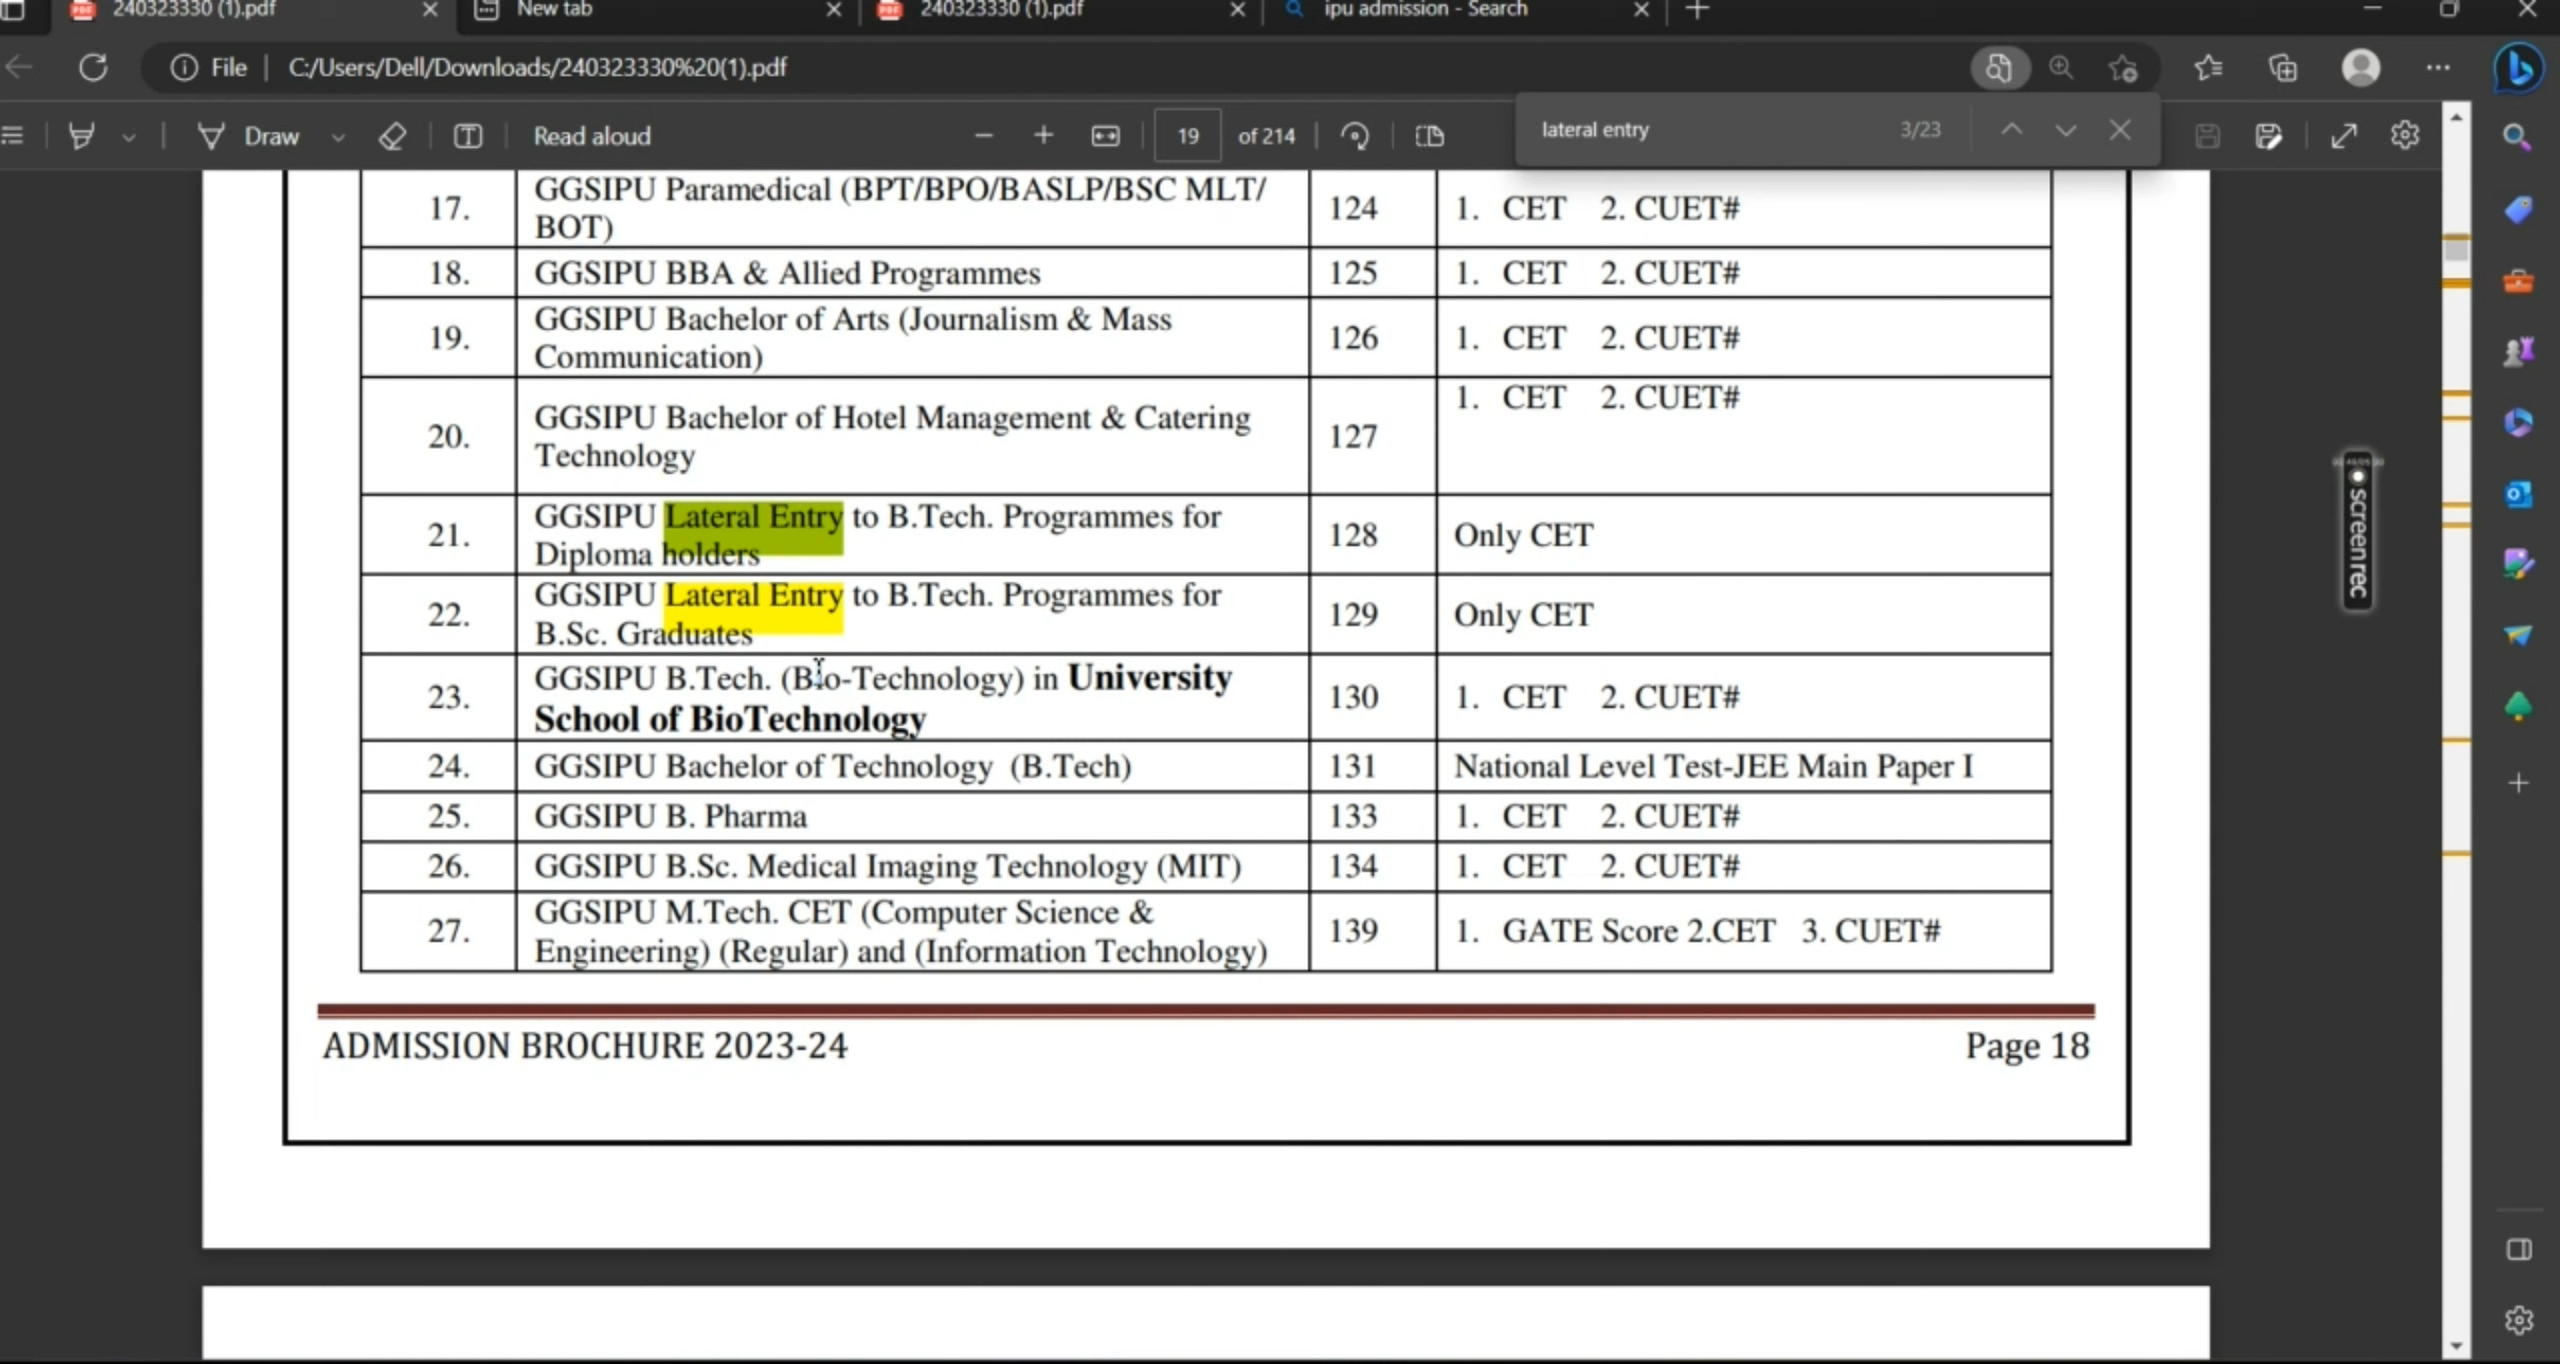 240323330 (1).pdf
New tab
240323330 (1).pdf
ipu admission - Search
File
C:/Users/Dell/Downloads/240323330%20(1).pdf
Draw
Read aloud
19
of 214
lateral entry
3/23
17.
GGSIPU Paramedical (BPT/BPO/BASLP/BSC MLT/
BOT)
124
1. CET 2. CUET#
18.
GGSIPU BBA & Allied Programmes
125
1. CET 2. CUET#
19.
GGSIPU Bachelor of Arts (Journalism & Mass
Communication)
126
1. CET 2. CUET#
20.
GGSIPU Bachelor of Hotel Management & Catering
Technology
127
1. CET 2. CUET#
21.
GGSIPU Lateral Entry to B.Tech. Programmes for
Diploma holders
128
Only CET
22.
GGSIPU Lateral Entry to B.Tech. Programmes for
B.Sc. Graduates
129
Only CET
23.
GGSIPU B.Tech. (Bio-Technology) in University
School of BioTechnology
130
1. CET 2. CUET#
24.
GGSIPU Bachelor of Technology (B.Tech)
131
National Level Test-JEE Main Paper I
25.
GGSIPU B. Pharma
133
1. CET 2. CUET#
26.
GGSIPU B.Sc. Medical Imaging Technology (MIT)
134
1. CET 2. CUET#
27.
GGSIPU M.Tech. CET (Computer Science &
Engineering) (Regular) and (Information Technology)
139
1. GATE Score 2.CET 3. CUET#
ADMISSION BROCHURE 2023-24
Page 18
screenrec